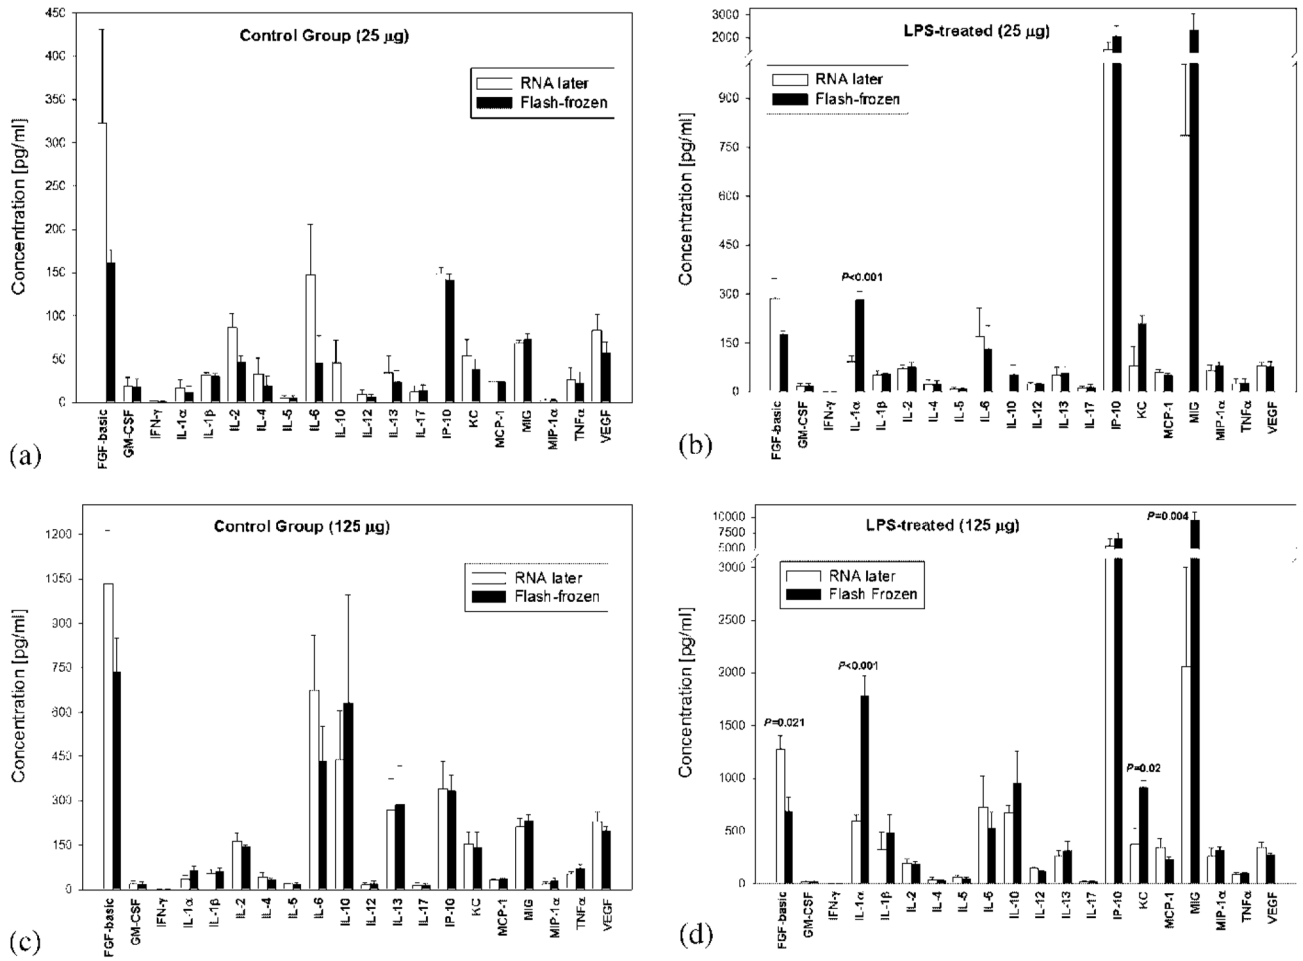 Control Group (25 µg)
RNA later
Flash-frozen
Concentration [pg/ml]
450
400
350
300
250
200
150
100
50
0
FGF-basic
GM-CSF
IFN-γ
IL-1α
IL-1β
IL-2
IL-4
IL-5
IL-6
IL-10
IL-12
IL-13
IL-17
IP-10
KC
MCP-1
MIG
MIP-1α
TNFα
VEGF
(a)
LPS-treated (25 µg)
RNA later
Flash-frozen
Concentration [pg/ml]
3000
2000
900
750
600
450
300
150
0
P<0.001
FGF-basic
GM-CSF
IFN-γ
IL-1α
IL-1β
IL-2
IL-4
IL-5
IL-6
IL-10
IL-12
IL-13
IL-17
IP-10
KC
MCP-1
MIG
MIP-1α
TNFα
VEGF
(b)
Control Group (125 µg)
RNA later
Flash-frozen
Concentration [pg/ml]
1200
1050
900
750
600
450
300
150
0
FGF-basic
GM-CSF
IFN-γ
IL-1α
IL-1β
IL-2
IL-4
IL-5
IL-6
IL-10
IL-12
IL-13
IL-17
IP-10
KC
MCP-1
MIG
MIP-1α
TNFα
VEGF
(c)
LPS-treated (125 µg)
RNA later
Flash Frozen
Concentration [pg/ml]
10000
7500
5000
3000
2500
2000
1500
1000
500
0
P=0.021
P<0.001
P=0.02
P=0.004
FGF-basic
GM-CSF
IFN-γ
IL-1α
IL-1β
IL-2
IL-4
IL-5
IL-6
IL-10
IL-12
IL-13
IL-17
IP-10
KC
MCP-1
MIG
MIP-1α
TNFα
VEGF
(d)